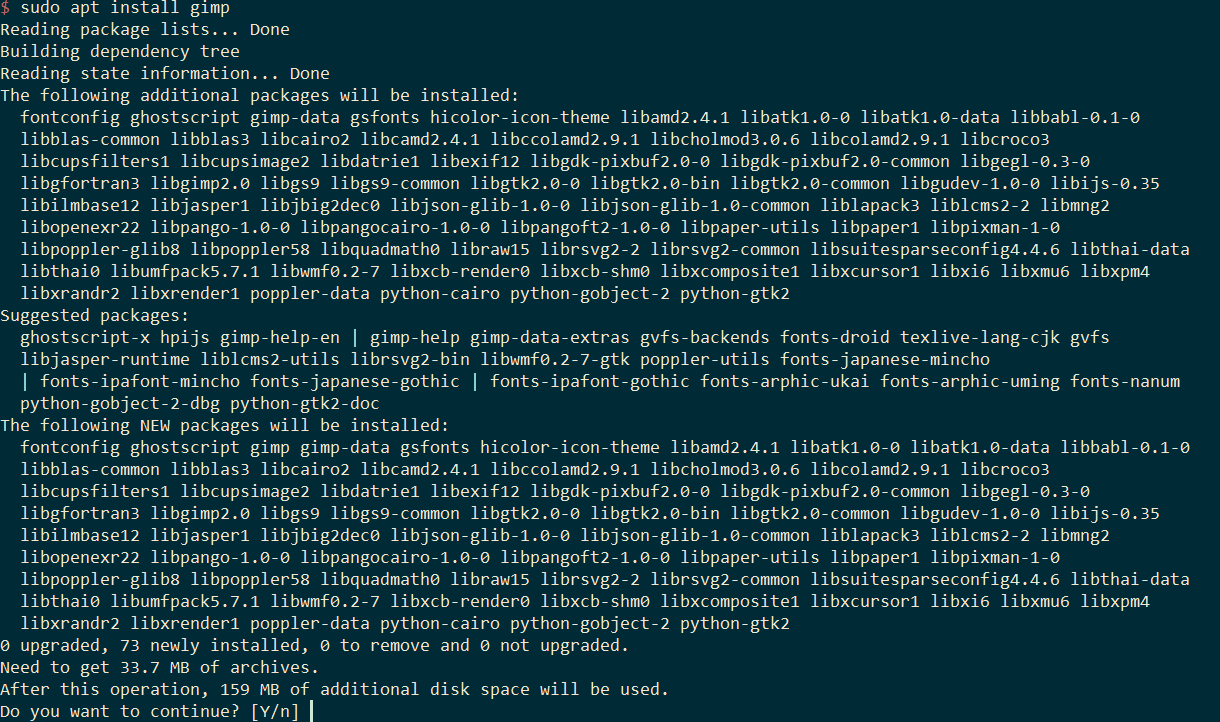 $ sudo apt install gimp
Reading package lists... Done
Building dependency tree
Reading state information... Done
The following additional packages will be installed:
  fontconfig ghostscript gimp-data gsfonts hicolor-icon-theme libamd2.4.1 libatk1.0-0 libatk1.0-data libbabl-0.1-0
  libblas-common libblas3 libcairo2 libcamd2.4.1 libccolamd2.9.1 libcholmod3.0.6 libcolamd2.9.1 libcroco3
  libcupsfilters1 libcupsimage2 libdatrie1 libexif12 libgdk-pixbuf2.0-0 libgdk-pixbuf2.0-common libgegl-0.3-0
  libgfortran3 libgimp2.0 libgs9 libgs9-common libgtk2.0-0 libgtk2.0-bin libgtk2.0-common libgudev-1.0-0 libijs-0.35
  libilmbase12 libjasper1 libjbig2dec0 libjson-glib-1.0-0 libjson-glib-1.0-common liblapack3 liblcms2-2 libmng2
  libopenexr22 libpango-1.0-0 libpangocairo-1.0-0 libpangoft2-1.0-0 libpaper-utils libpaper1 libpixman-1-0
  libpoppler-glib8 libpoppler58 libquadmath0 libraw15 librsvg2-2 librsvg2-common libsuitesparseconfig4.4.6 libthai-data
  libthai0 libumfpack5.7.1 libwmf0.2-7 libxcb-render0 libxcb-shm0 libxcomposite1 libxcursor1 libxi6 libxmu6 libxpm4
  libxrandr2 libxrender1 poppler-data python-cairo python-gobject-2 python-gtk2
Suggested packages:
  ghostscript-x hpijs gimp-help-en | gimp-help gimp-data-extras gvfs-backends fonts-droid texlive-lang-cjk gvfs
  libjasper-runtime liblcms2-utils librsvg2-bin libwmf0.2-7-gtk poppler-utils fonts-japanese-mincho
  | fonts-ipafont-mincho fonts-japanese-gothic | fonts-ipafont-gothic fonts-arphic-ukai fonts-arphic-uming fonts-nanum
  python-gobject-2-dbg python-gtk2-doc
The following NEW packages will be installed:
  fontconfig ghostscript gimp gimp-data gsfonts hicolor-icon-theme libamd2.4.1 libatk1.0-0 libatk1.0-data libbabl-0.1-0
  libblas-common libblas3 libcairo2 libcamd2.4.1 libccolamd2.9.1 libcholmod3.0.6 libcolamd2.9.1 libcroco3
  libcupsfilters1 libcupsimage2 libdatrie1 libexif12 libgdk-pixbuf2.0-0 libgdk-pixbuf2.0-common libgegl-0.3-0
  libgfortran3 libgimp2.0 libgs9 libgs9-common libgtk2.0-0 libgtk2.0-bin libgtk2.0-common libgudev-1.0-0 libijs-0.35
  libilmbase12 libjasper1 libjbig2dec0 libjson-glib-1.0-0 libjson-glib-1.0-common liblapack3 liblcms2-2 libmng2
  libopenexr22 libpango-1.0-0 libpangocairo-1.0-0 libpangoft2-1.0-0 libpaper-utils libpaper1 libpixman-1-0
  libpoppler-glib8 libpoppler58 libquadmath0 libraw15 librsvg2-2 librsvg2-common libsuitesparseconfig4.4.6 libthai-data
  libthai0 libumfpack5.7.1 libwmf0.2-7 libxcb-render0 libxcb-shm0 libxcomposite1 libxcursor1 libxi6 libxmu6 libxpm4
  libxrandr2 libxrender1 poppler-data python-cairo python-gobject-2 python-gtk2
0 upgraded, 73 newly installed, 0 to remove and 0 not upgraded.
Need to get 33.7 MB of archives.
After this operation, 159 MB of additional disk space will be used.
Do you want to continue? [Y/n]